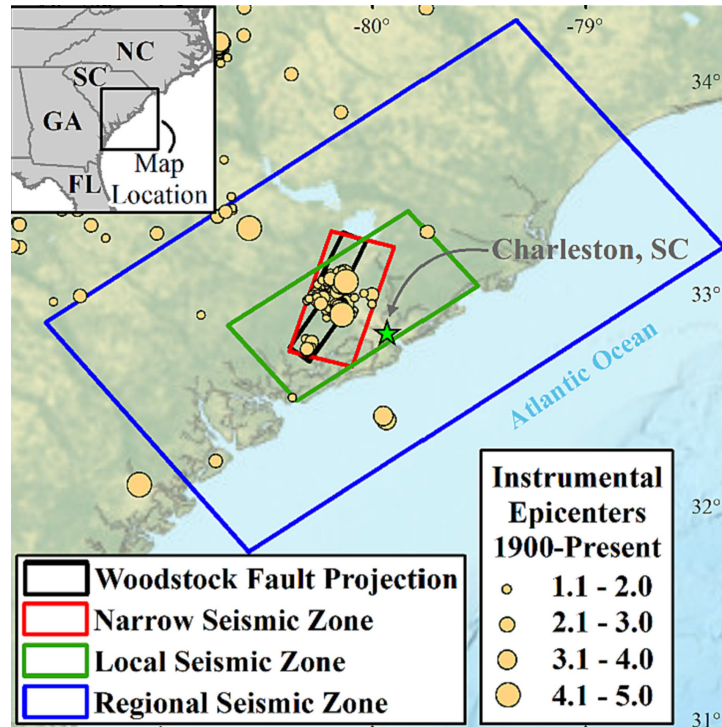 -80°
-79°
NC
SC
GA
FL
Map
Location
34°
Charleston, SC
33°
Atlantic Ocean
32°
Instrumental
Epicenters
1900-Present
1.1 - 2.0
2.1 - 3.0
3.1 - 4.0
4.1 - 5.0
Woodstock Fault Projection
Narrow Seismic Zone
Local Seismic Zone
Regional Seismic Zone
31°